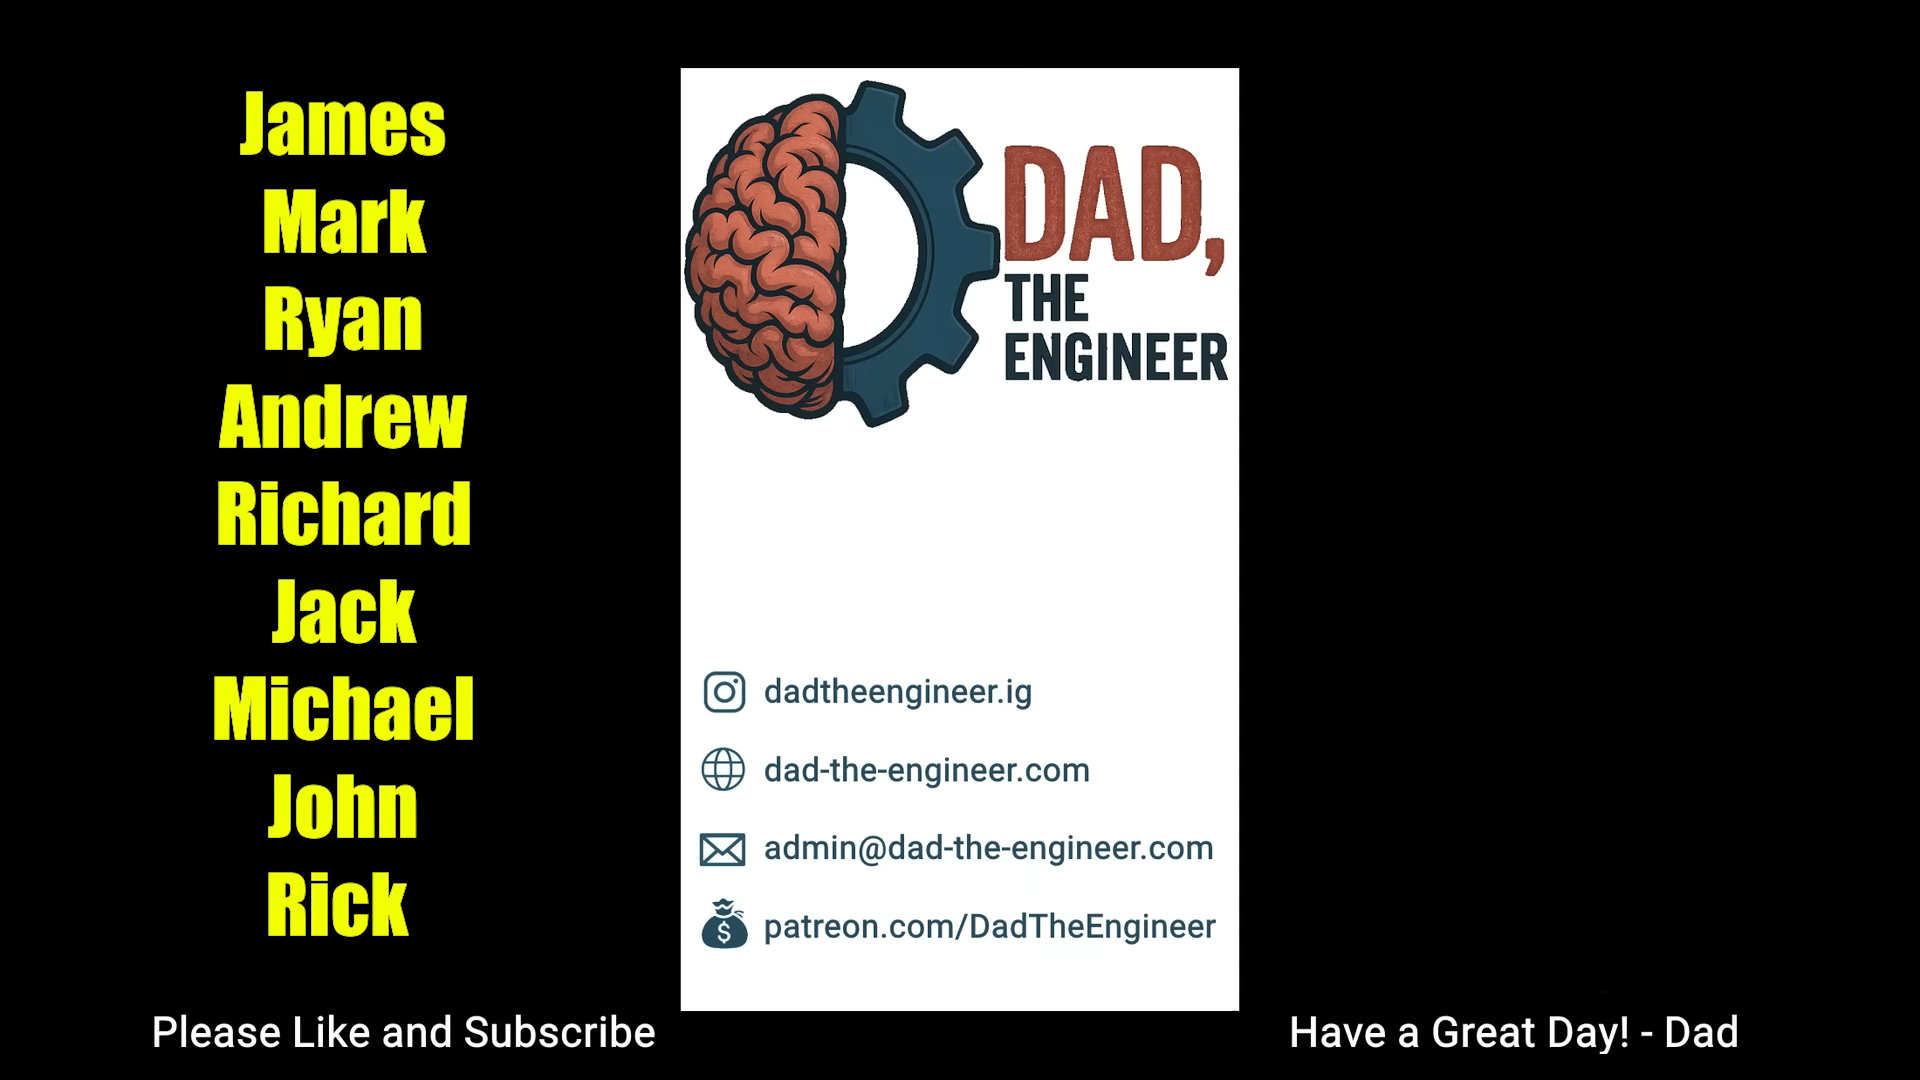 James
Mark
Ryan
Andrew
Richard
Jack
Michael
John
Rick
Please Like and Subscribe
DAD,
THE
ENGINEER
dadtheengineer.ig
dad-the-engineer.com
admin@dad-the-engineer.com
$ patreon.com/DadTheEngineer
Have a Great Day! - Dad